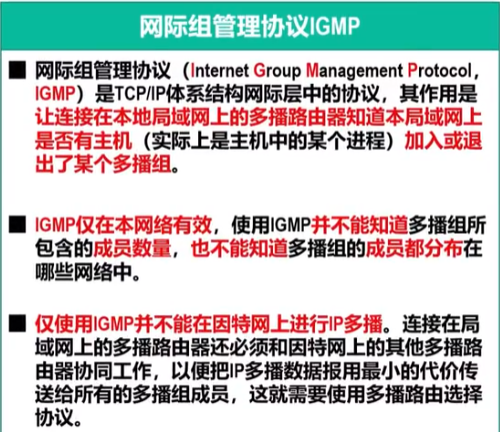 网际组管理协议IGMP
■ 网际组管理协议（Internet Group Management Protocol，
IGMP）是TCP/IP体系结构网际层中的协议，其作用是
让连接在本地局域网上的多播路由器知道本局域网上
是否有主机（实际上是主机中的某个进程）加入或退
出了某个多播组。
■ IGMP仅在本网络有效，使用IGMP并不能知道多播组所
包含的成员数量，也不能知道多播组的成员都分布在
哪些网络中。
■ 仅使用IGMP并不能在因特网上进行IP多播。连接在局
域网上的多播路由器还必须和因特网的其他多播路
由器协同工作，以便把IP多播数据报用最小的代价传
送给所有的多播组成员，这就需要使用多播路由选择
协议。